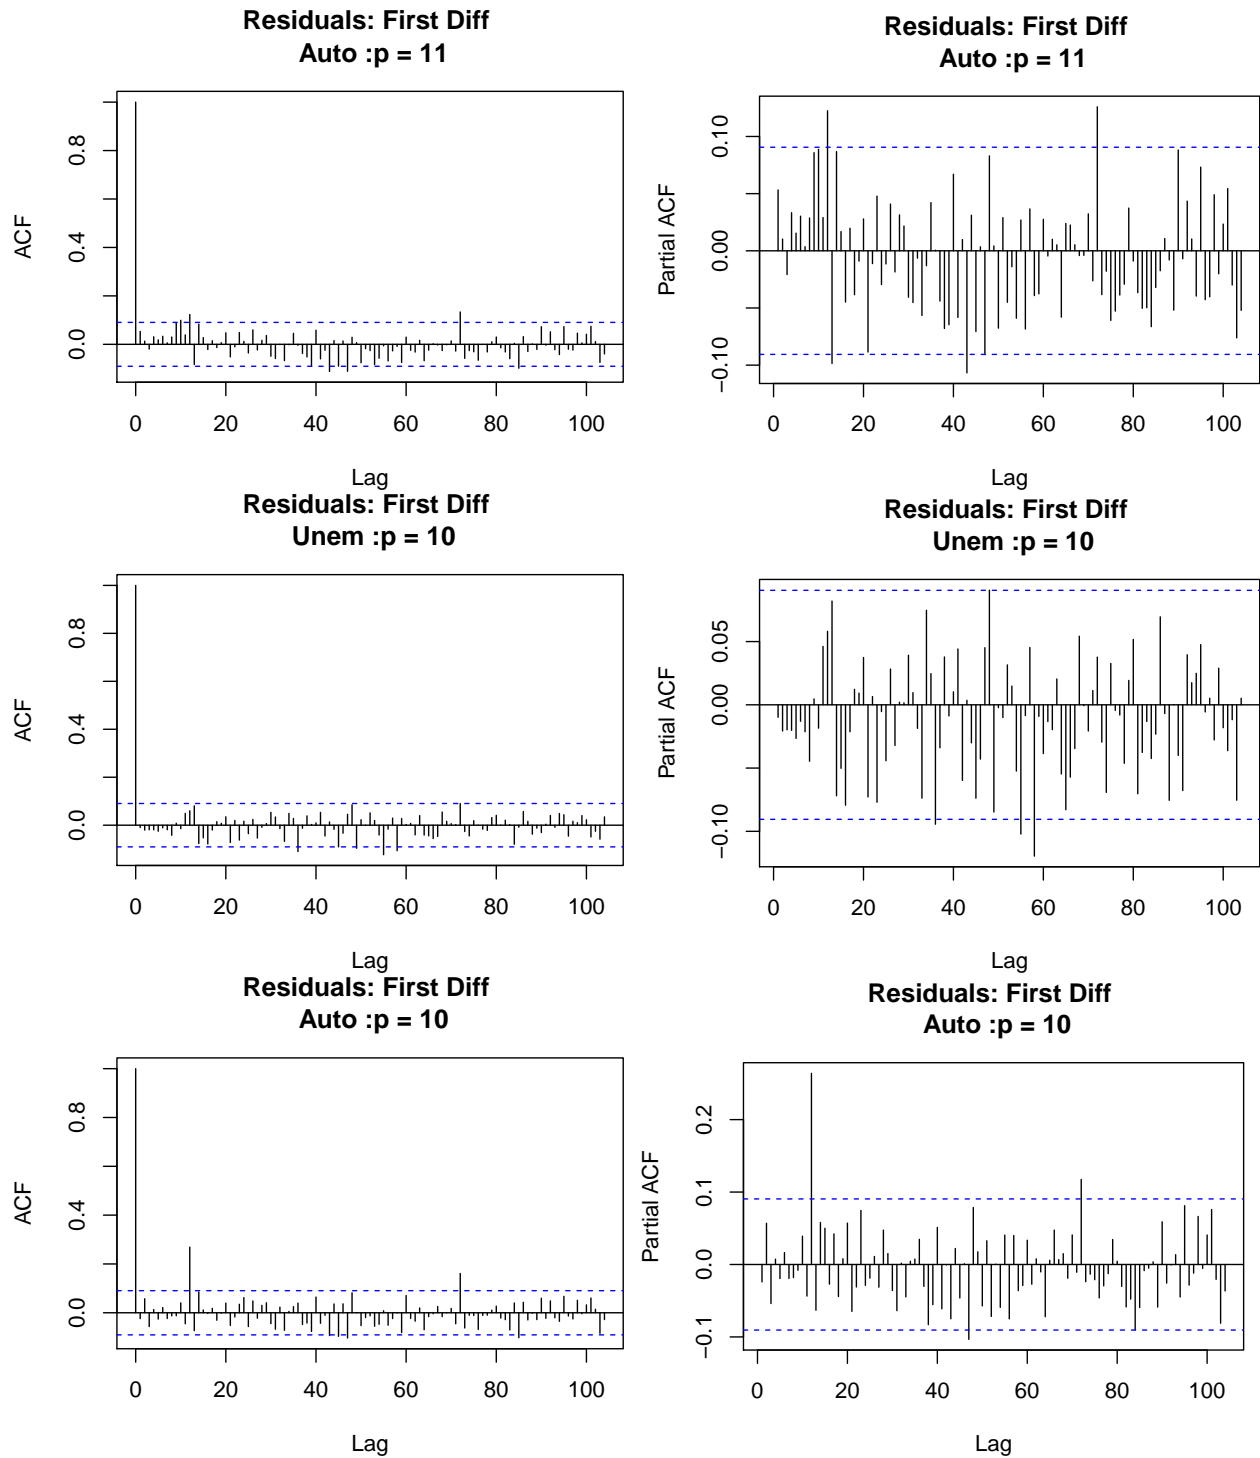 Residuals: First Diff
Auto :p = 11
ACF
0.0 0.4 0.8
0 20 40 60 80 100
Lag
Residuals: First Diff
Auto :p = 11
Partial ACF
−0.10 0.00 0.10
0 20 40 60 80 100
Lag
Residuals: First Diff
Unem :p = 10
ACF
0.0 0.4 0.8
0 20 40 60 80 100
Lag
Residuals: First Diff
Unem :p = 10
Partial ACF
−0.10 0.00 0.05
0 20 40 60 80 100
Lag
Residuals: First Diff
Auto :p = 10
ACF
0.0 0.4 0.8
0 20 40 60 80 100
Lag
Residuals: First Diff
Auto :p = 10
Partial ACF
−0.1 0.0 0.1 0.2
0 20 40 60 80 100
Lag